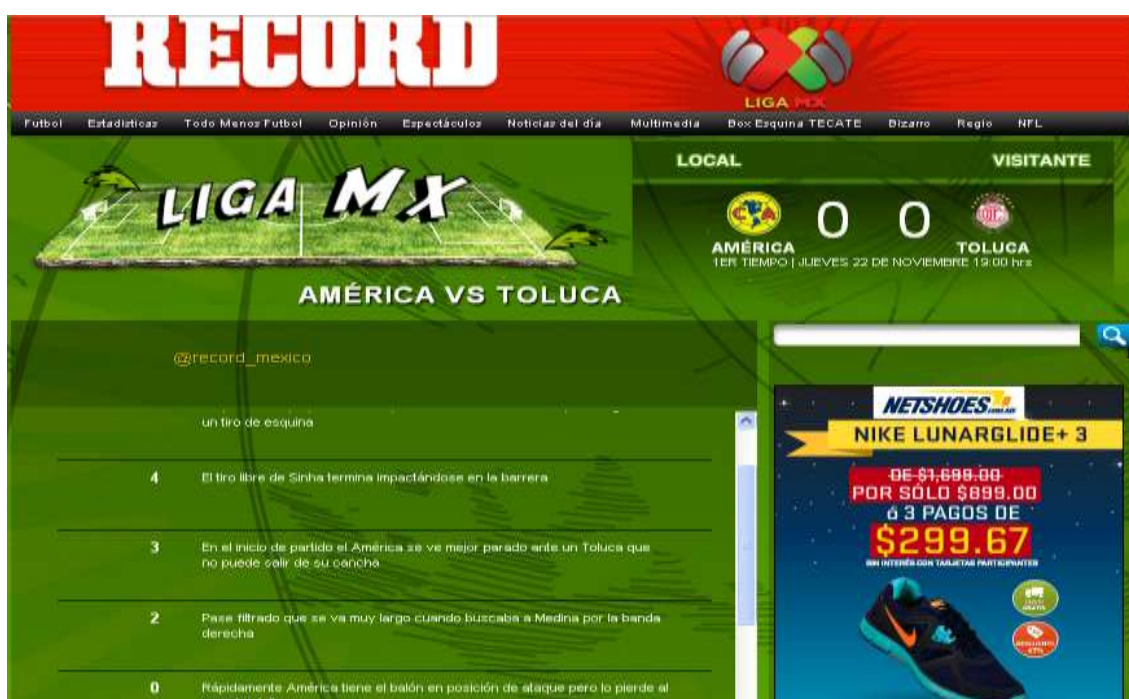 RECORD
LIGA MX
Futbol Estadisticas Todo Menos Futbol Opinión Espectáculos Noticias del día Multimedia Box Esquina TECATE Bizarro Regio NFL
LIGA MX
LOCAL VISITANTE
0 0
AMÉRICA TOLUCA
1ER TIEMPO | JUEVES 22 DE NOVIEMBRE 19:00 hrs
AMÉRICA VS TOLUCA
@record_mexico
un tiro de esquina
4 El tiro libre de Sinha termina impactándose en la barrera
3 En el inicio de partido el América se ve mejor parado ante un Toluca que
no puede salir de su cancha
2 Pase filtrado que se va muy largo cuando buscaba a Medina por la banda
derecha
0 Rápidamente América tiene el balón en posición de ataque pero lo pierde al
NETSHOES
NIKE LUNARGLIDE+ 3
DE $1,699.00
POR SÓLO $899.00
ó 3 PAGOS DE
$299.67
SIN INTERÉS CON TARJETAS PARTICIPANTES